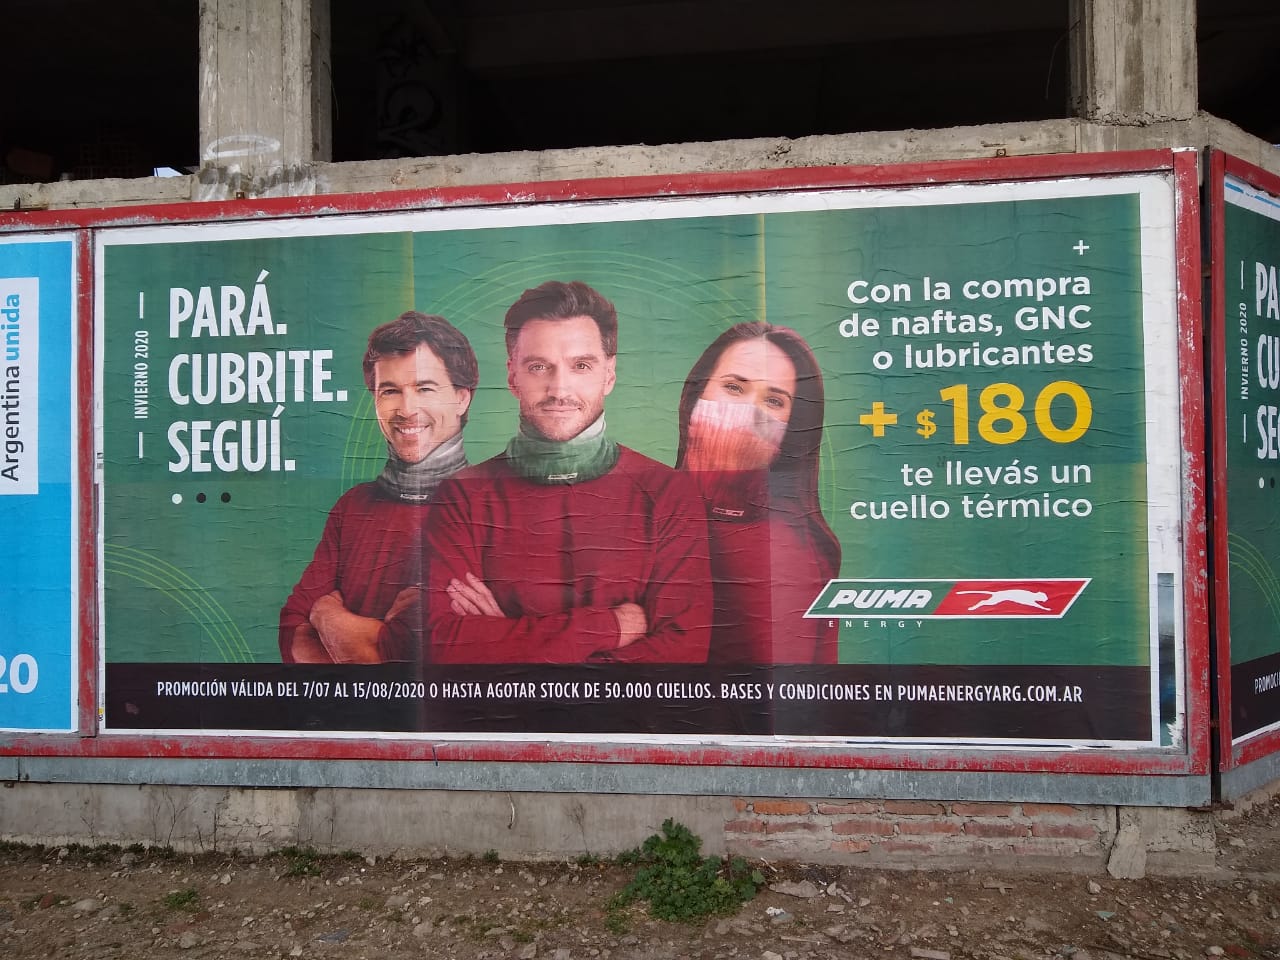 Argentina unida
20
INVIERNO 2020
PARÁ.
CUBRITE.
SEGUÍ.
+
Con la compra
de naftas, GNC
o lubricantes
+ $180
te llevás un
cuello térmico
PUMA
ENERGY
PROMOCIÓN VÁLIDA DEL 7/07 AL 15/08/2020 O HASTA AGOTAR STOCK DE 50.000 CUELLOS. BASES Y CONDICIONES EN PUMAENERGYARG.COM.AR
INVIERNO 2020
PA
CU
SE
PROMOCI